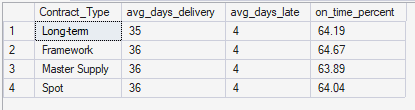 Contract_Type avg_days_delivery avg_days_late on_time_percent
1 Long-term 35 4 64.19
2 Framework 36 4 64.67
3 Master Supply 36 4 63.89
4 Spot 36 4 64.04